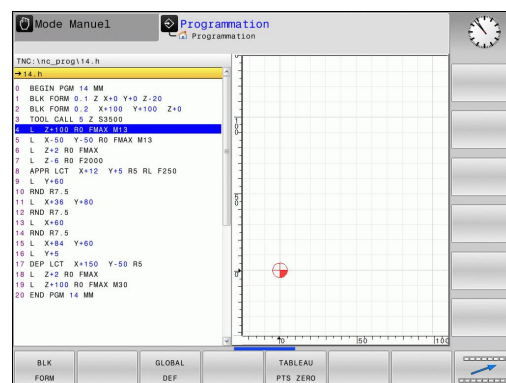 Mode Manuel
Programmation
Programmation
TNC:\nc_prog\14.h
→14.h
0 BEGIN PGM 14 MM
1 BLK FORM 0.1 Z X+0 Y+0 Z-20
2 BLK FORM 0.2 X+100 Y+100 Z+0
3 TOOL CALL 5 Z S3500
4 L Z+100 R0 FMAX M13
5 L X-50 Y-50 R0 FMAX M13
6 L Z+2 R0 FMAX
7 L Z-6 R0 F2000
8 APPR LCT X+12 Y+5 R5 RL F250
9 L Y+60
10 RND R7.5
11 L X+36 Y+80
12 RND R7.5
13 L X+60
14 RND R7.5
15 L X+84 Y+60
16 L Y+5
17 DEP LCT X+150 Y-50 R5
18 L Z+2 R0 FMAX
19 L Z+100 R0 FMAX M30
20 END PGM 14 MM
50
0
0
50
100
BLK FORM
GLOBAL DEF
TABLEAU PTS ZERO